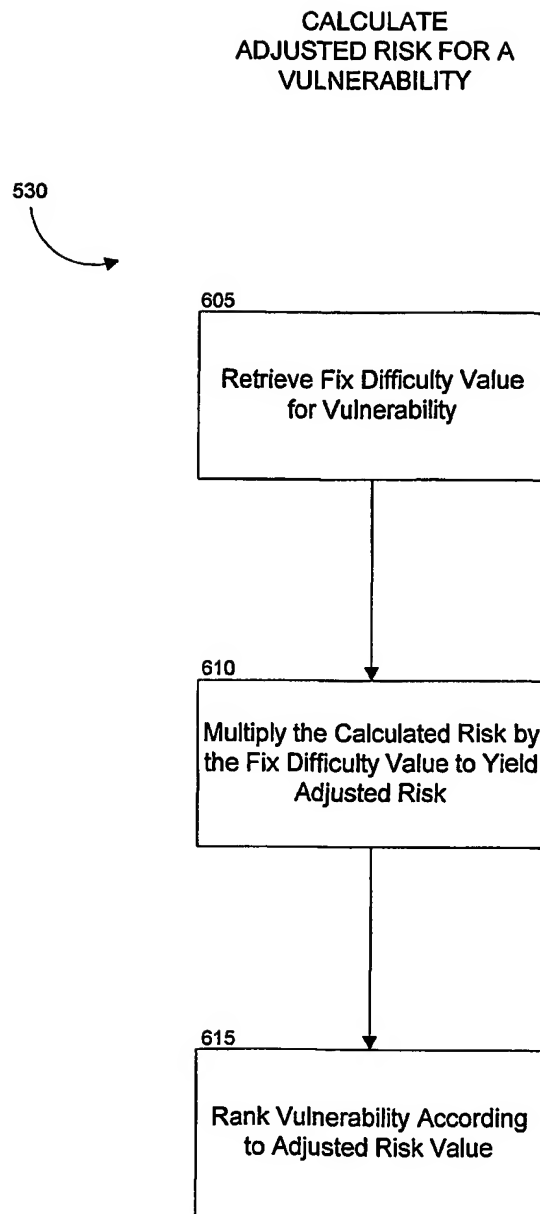 CALCULATE
ADJUSTED RISK FOR A
VULNERABILITY
530
605
Retrieve Fix Difficulty Value
for Vulnerability
610
Multiply the Calculated Risk by
the Fix Difficulty Value to Yield
Adjusted Risk
615
Rank Vulnerability According
to Adjusted Risk Value